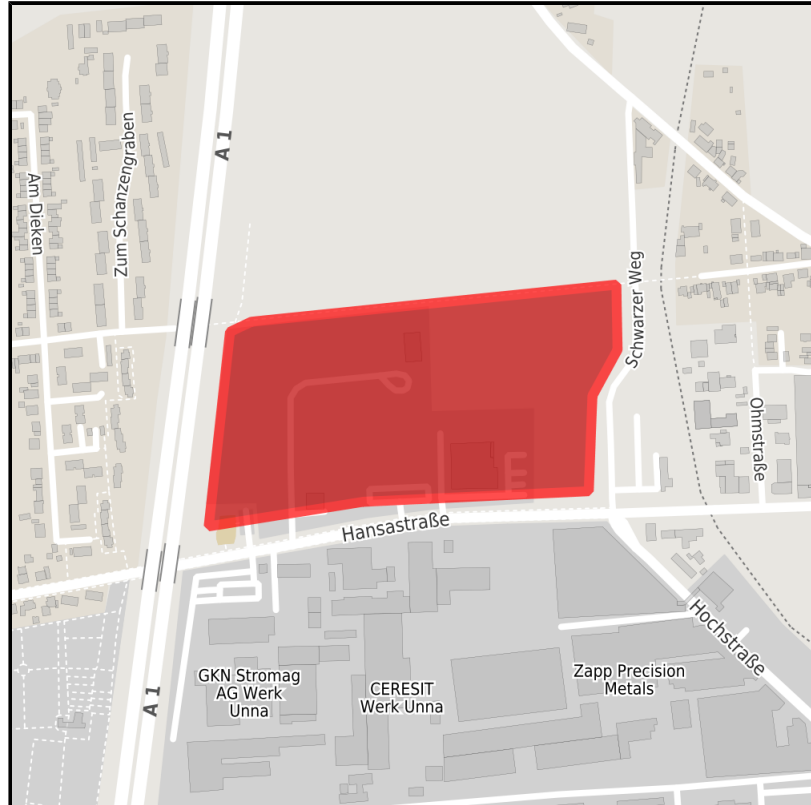 A 1
Zum Schanzengraben
Am Dieken
Schwarzer Weg
Ohmstraße
Hansastraße
Hochstraße
GKN Stromag
AG Werk
Unna
CERESIT
Werk Unna
Zapp Precision
Metals
A 1